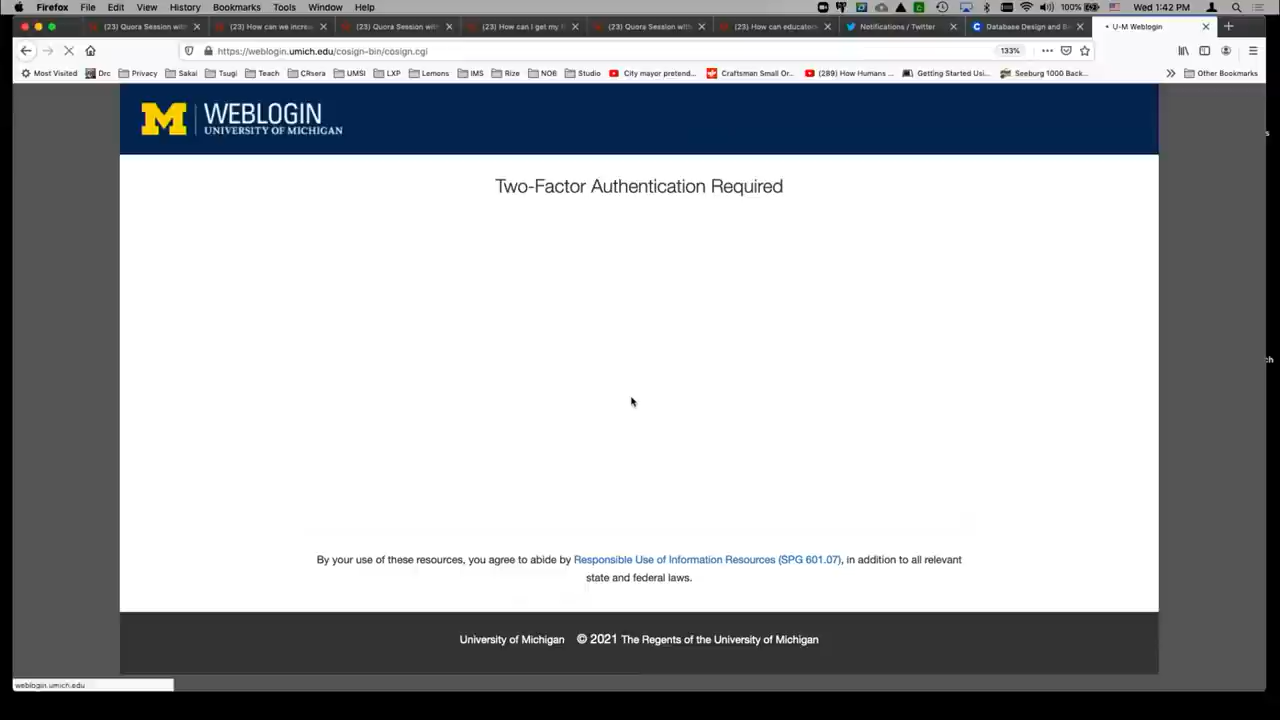 Firefox File Edit View History Bookmarks Tools Window Help 100% Wed 1:42 PM
(23) Quora Session with (23) How can we increa (23) Quora Session with (23) How can I get my f (23) Quora Session with (23) How can educators Notifications / Twitter Database Design and B U-M Weblogin
https://weblogin.umich.edu/cosign-bin/cosign.cgi 133%
Most Visited Drc Privacy Sakai Tsugi Teach CRsera UMSI LXP Lemons IMS Rize NOB Studio City mayor pretend... Craftsman Small Or... (289) How Humans ... Getting Started Usi... Seeburg 1000 Back... Other Bookmarks
M WEBLOGIN
UNIVERSITY OF MICHIGAN
Two-Factor Authentication Required
By your use of these resources, you agree to abide by Responsible Use of Information Resources (SPG 601.07), in addition to all relevant
state and federal laws.
University of Michigan © 2021 The Regents of the University of Michigan
weblogin.umich.edu